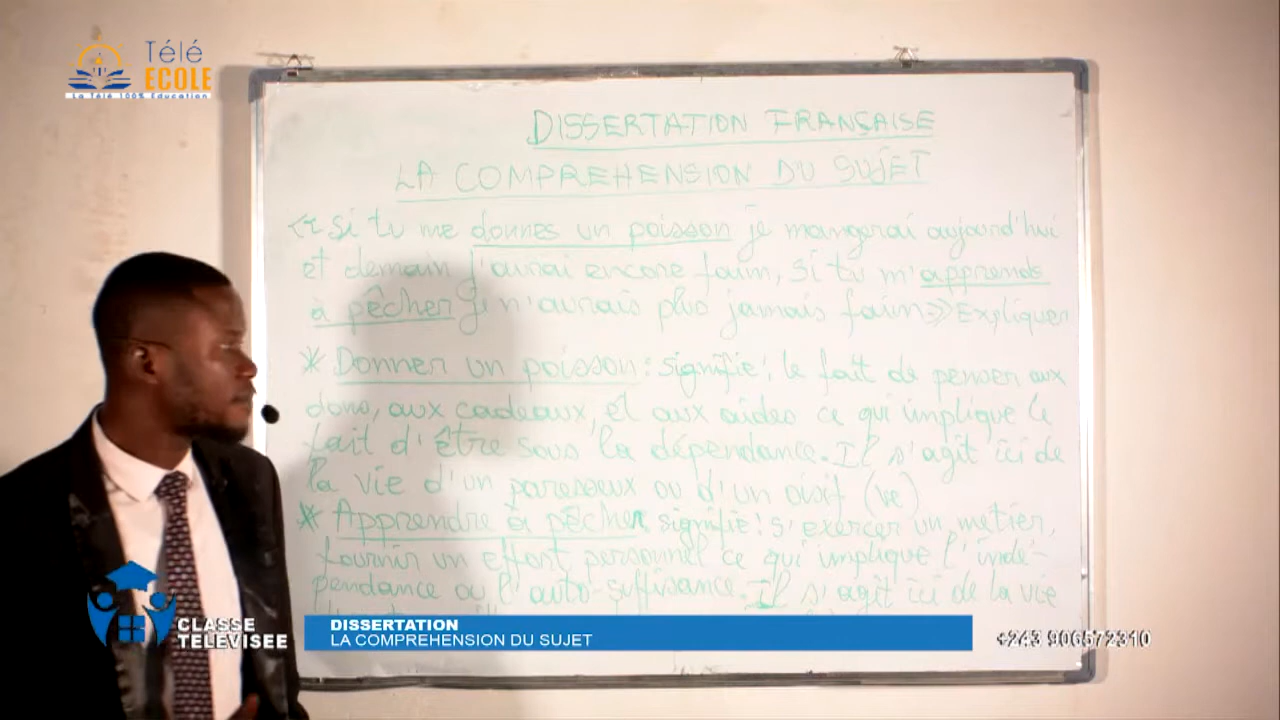 Télé
ECOLE
La Télé 100% Education
DISSERTATION FRANÇAISE
LA COMPREHENSION DU SUJET
<< Si tu me donnes un poisson je mangerai aujourd'hui
et demain j'aurai encore faim, si tu m'apprends
à pêcher je n'aurais plus jamais faim>> Expliquer
* Donner un poisson : signifie : le fait de penser aux
dons, aux cadeaux, et aux aides ce qui implique le
fait d'être sous la dépendance. Il s'agit ici de
la vie d'un paresseux ou d'un oisif (ve)
* Apprendre à pêcher signifie : s'exercer un métier,
fournir un effort personnel ce qui implique l'indé-
pendance ou l'auto-suffisance. Il s'agit ici de la vie
CLASSE
TELEVISEE
DISSERTATION
LA COMPREHENSION DU SUJET
+243 906572310